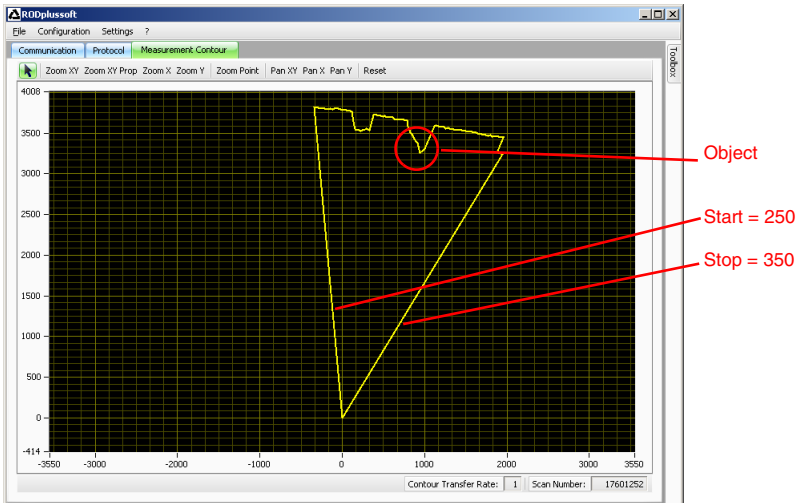 RODplussoft
File Configuration Settings ?
Communication Protocol Measurement Contour
Toolbox
Zoom XY Zoom XY Prop Zoom X Zoom Y Zoom Point Pan XY Pan X Pan Y Reset
4008
3500
3000
2500
2000
1500
1000
500
0
-414
-3550 -3000 -2000 -1000 0 1000 2000 3000 3550
Object
Start = 250
Stop = 350
Contour Transfer Rate: 1 Scan Number: 17601252